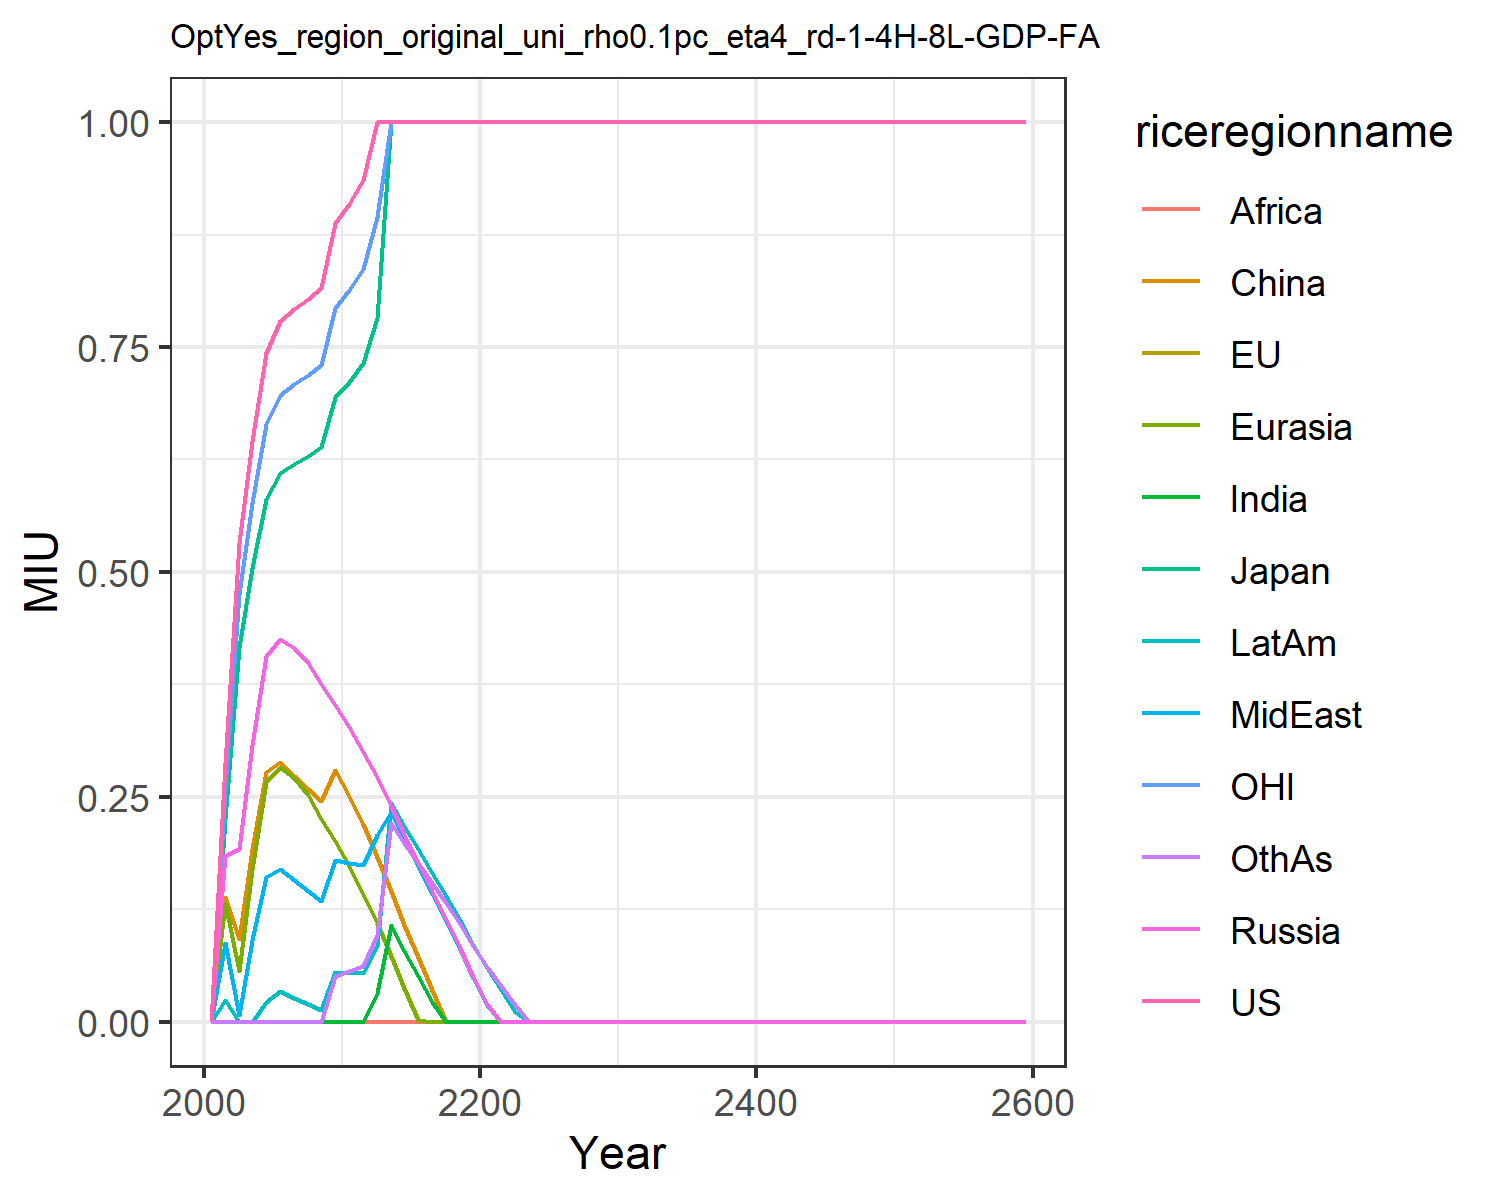 OptYes_region_original_uni_rho0.1pc_eta4_rd-1-4H-8L-GDP-FA
1.00
0.75
0.50
0.25
0.00
MIU
2000 2200 2400 2600
Year
riceregionname
Africa
China
EU
Eurasia
India
Japan
LatAm
MidEast
OHI
OthAs
Russia
US